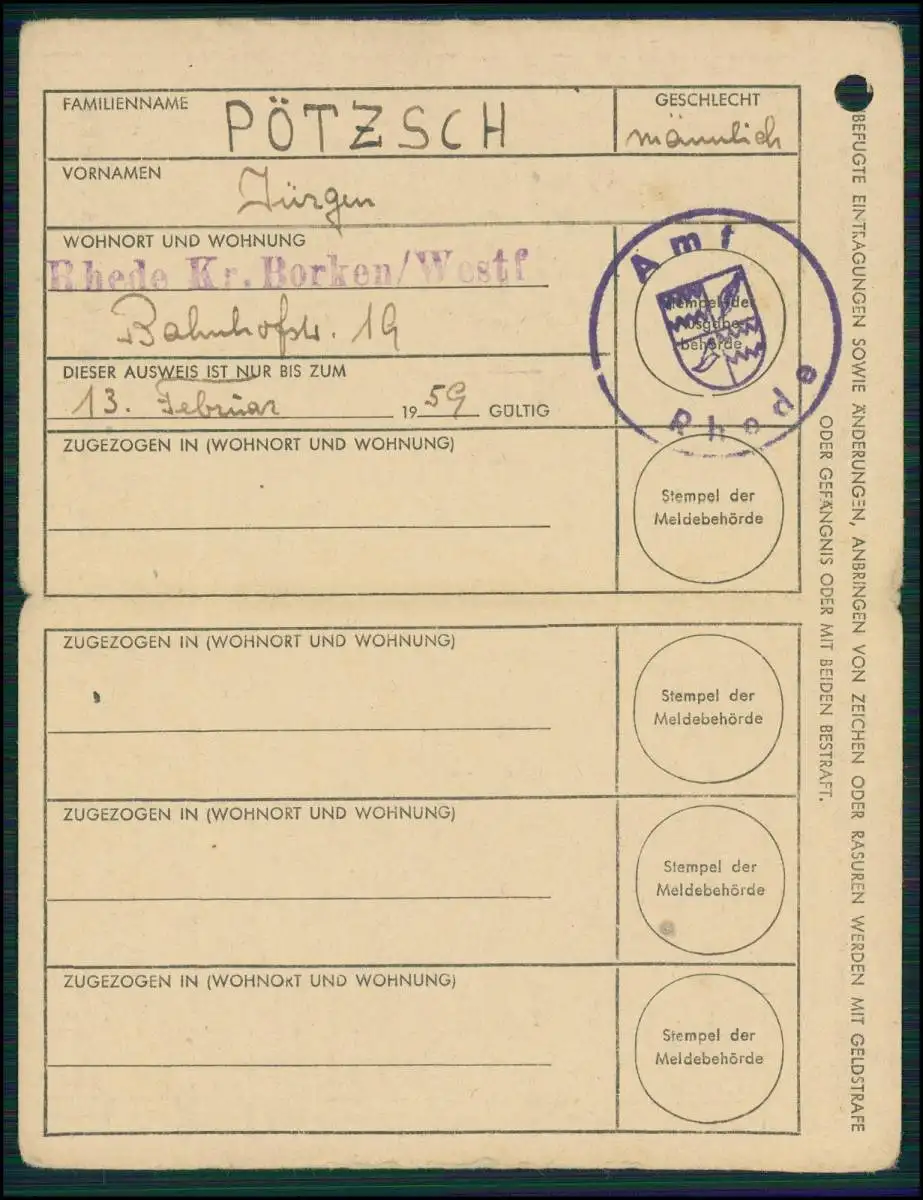 FAMILIENNAME
PÖTZSCH
GESCHLECHT
männlich
VORNAMEN
Jürgen
WOHNORT UND WOHNUNG
Rhede Kr. Borken/Westf
Bahnhofstr. 19
DIESER AUSWEIS IST NUR BIS ZUM
13. Februar 1959 GÜLTIG
Amt
Stempel der
Ausgabe-
behörde
Rhede
ZUGEZOGEN IN (WOHNORT UND WOHNUNG)
Stempel der
Meldebehörde
ZUGEZOGEN IN (WOHNORT UND WOHNUNG)
Stempel der
Meldebehörde
ZUGEZOGEN IN (WOHNORT UND WOHNUNG)
Stempel der
Meldebehörde
ZUGEZOGEN IN (WOHNORT UND WOHNUNG)
Stempel der
Meldebehörde
BEFUGTE EINTRAGUNGEN SOWIE ÄNDERUNGEN, ANBRINGEN VON ZEICHEN ODER RASUREN WERDEN MIT GELDSTRAFE
ODER GEFÄNGNIS ODER MIT BEIDEN BESTRAFT.